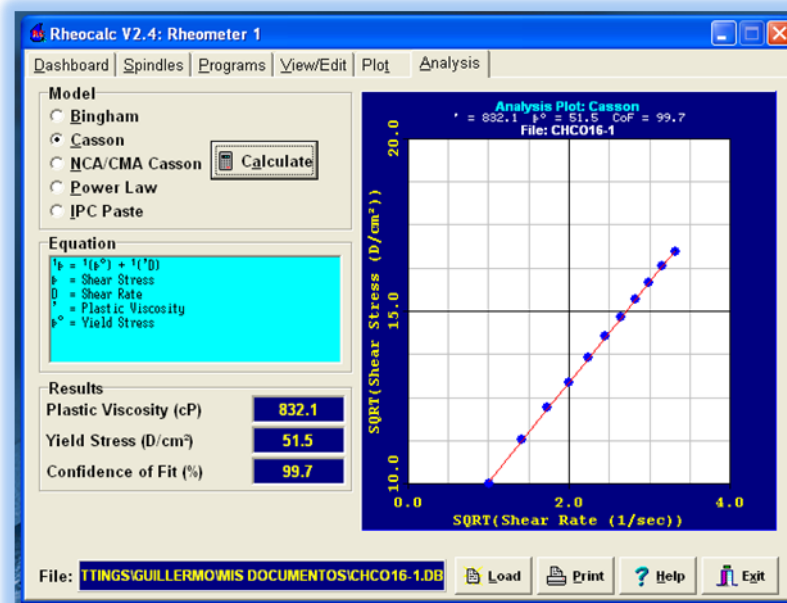 Rheocalc V2.4: Rheometer 1
Dashboard Spindles Programs View/Edit Plot Analysis
Model
Bingham
Casson
NCA/CMA Casson
Power Law
IPC Paste
Calculate
Equation
¹þ = ¹(þ°) + ¹('D)
þ = Shear Stress
D = Shear Rate
' = Plastic Viscosity
þ° = Yield Stress
Results
Plastic Viscosity (cP) 832.1
Yield Stress (D/cm²) 51.5
Confidence of Fit (%) 99.7
Analysis Plot: Casson
' = 832.1 þ° = 51.5 CoF = 99.7
File: CHCO16-1
SQRT(Shear Stress (D/cm²))
20.0
15.0
10.0
0.0 2.0 4.0
SQRT(Shear Rate (1/sec))
File: TTINGS\GUILLERMO\MIS DOCUMENTOS\CHCO16-1.DB Load Print Help Exit